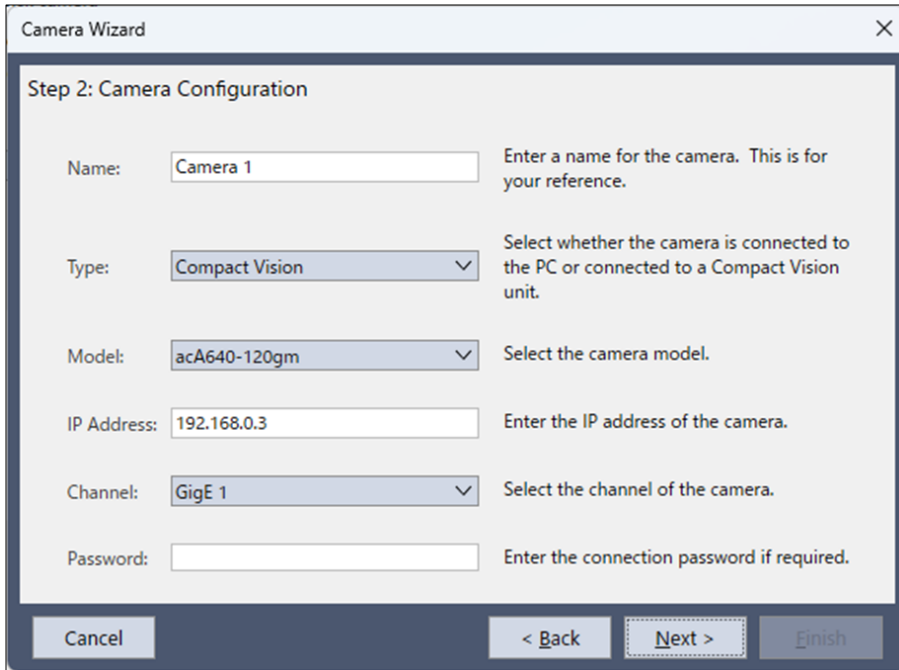 Camera Wizard
Step 2: Camera Configuration
Name:
Camera 1
Enter a name for the camera.  This is for
your reference.
Type:
Compact Vision
Select whether the camera is connected to
the PC or connected to a Compact Vision
unit.
Model:
acA640-120gm
Select the camera model.
IP Address:
192.168.0.3
Enter the IP address of the camera.
Channel:
GigE 1
Select the channel of the camera.
Password:
Enter the connection password if required.
Cancel
< Back
Next >
Finish